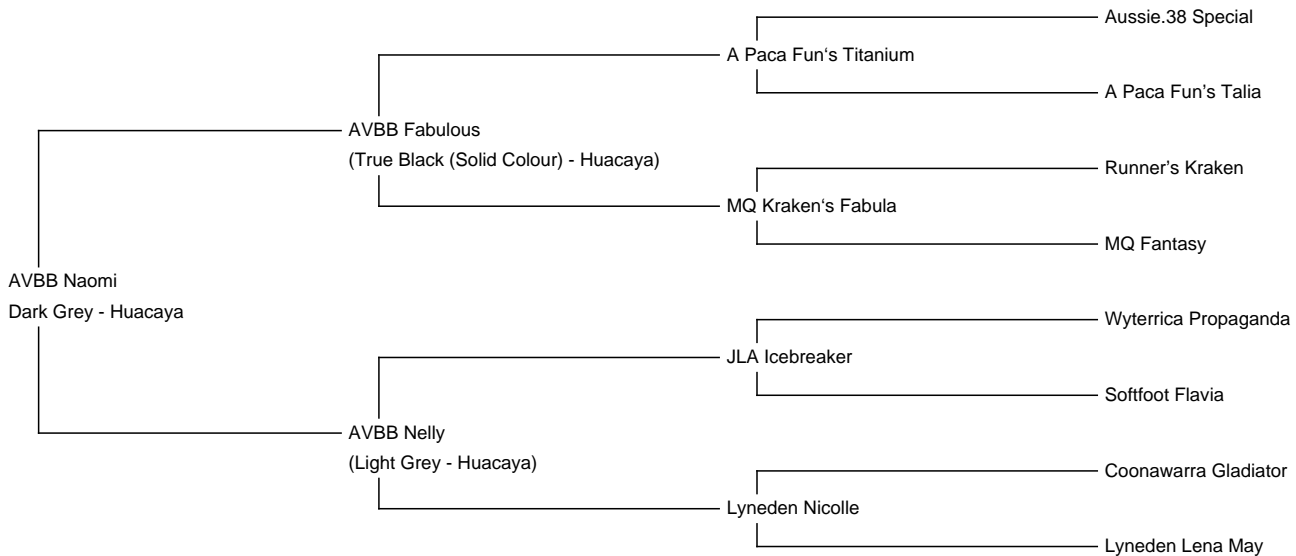 Aussie.38 Special
A Paca Fun‘s Titanium
A Paca Fun’s Talia
AVBB Fabulous
(True Black (Solid Colour) - Huacaya)
Runner’s Kraken
MQ Kraken‘s Fabula
MQ Fantasy
AVBB Naomi
Dark Grey - Huacaya
Wyterrica Propaganda
JLA Icebreaker
Softfoot Flavia
AVBB Nelly
(Light Grey - Huacaya)
Coonawarra Gladiator
Lyneden Nicolle
Lyneden Lena May